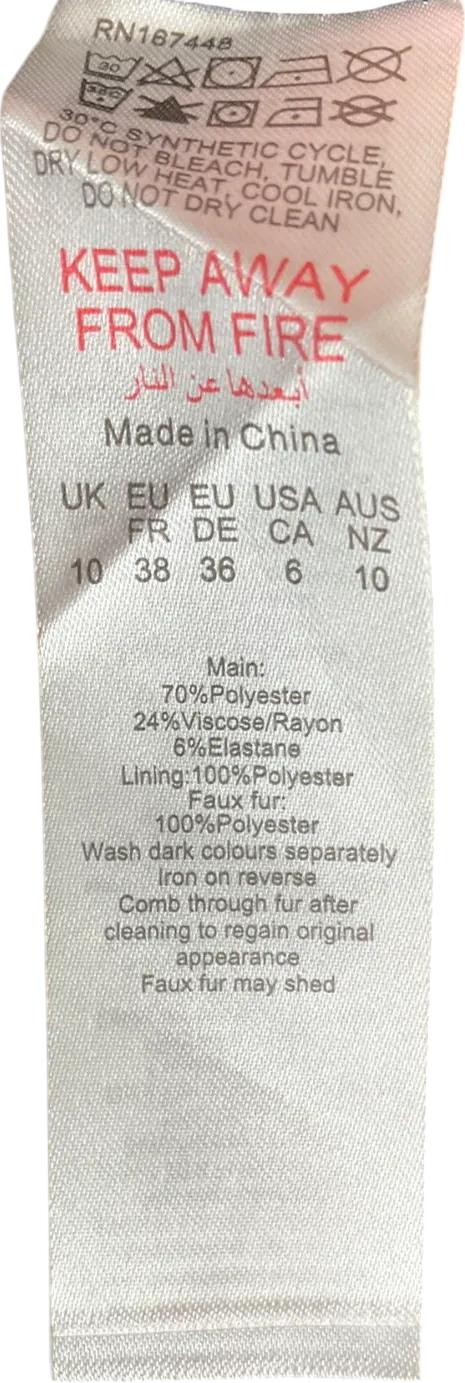 RN167448
30
30°C SYNTHETIC CYCLE,
DO NOT BLEACH, TUMBLE
DRY LOW HEAT, COOL IRON,
DO NOT DRY CLEAN
KEEP AWAY
FROM FIRE
أبعدها عن النار
Made in China
UK EU EU USA AUS
FR DE CA NZ
10 38 36 6 10
Main:
70%Polyester
24%Viscose/Rayon
6%Elastane
Lining:100%Polyester
Faux fur:
100%Polyester
Wash dark colours separately
Iron on reverse
Comb through fur after
cleaning to regain original
appearance
Faux fur may shed